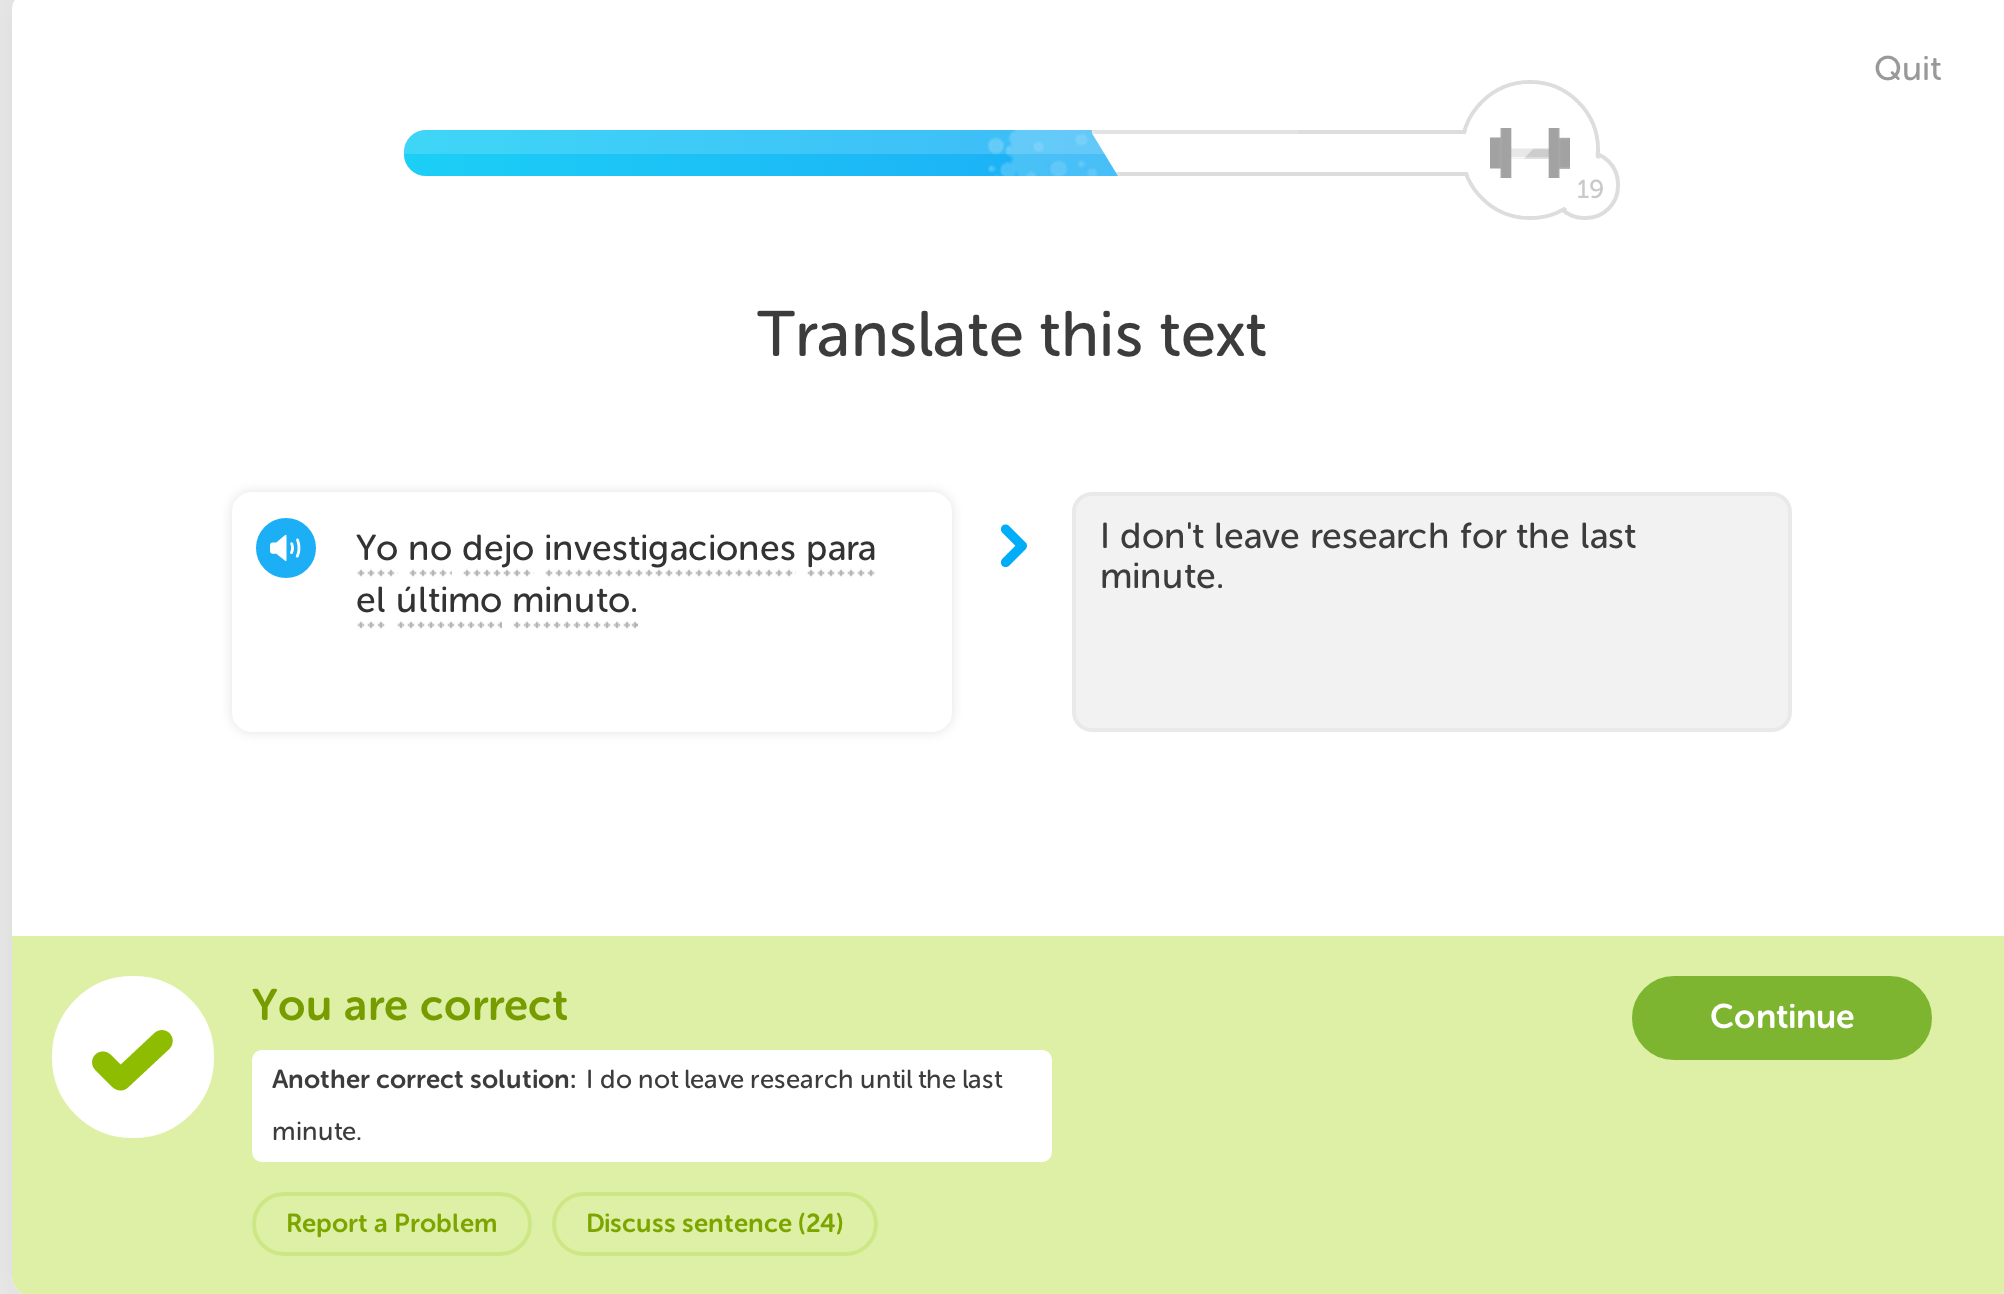 Quit
19
Translate this text
Yo no dejo investigaciones para
el último minuto.
I don't leave research for the last
minute.
You are correct
Another correct solution: I do not leave research until the last
minute.
Continue
Report a Problem
Discuss sentence (24)